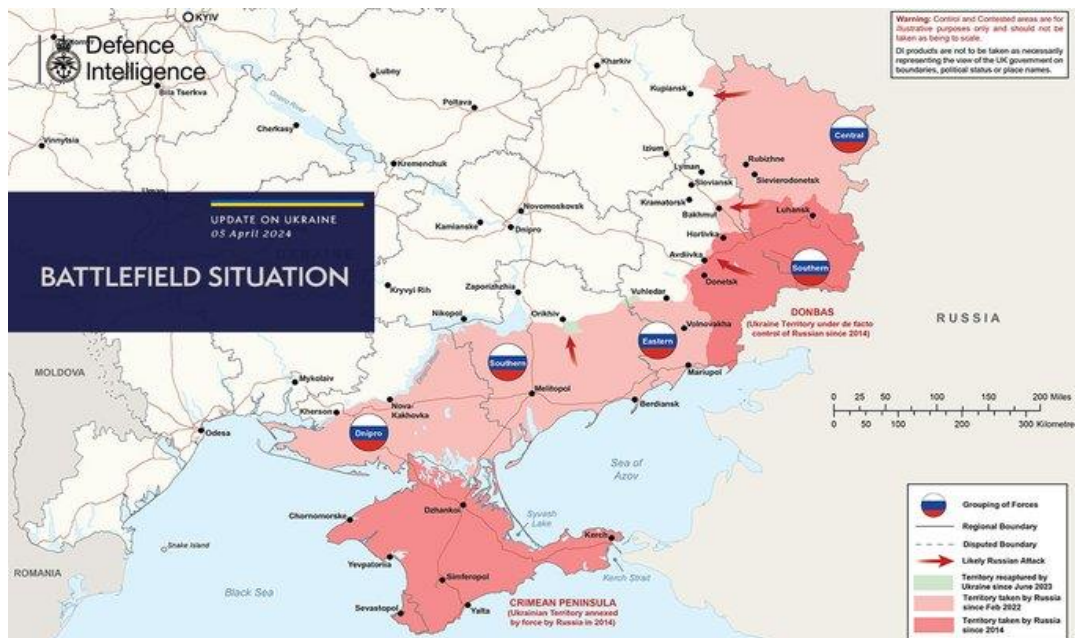 KYIV
Defence
Intelligence
Bila Tserkva
Vinnytsia
Cherkasy
Dnipro River
Lubny
Poltava
Kharkiv
Kupiansk
Kremenchuk
Izium
Lyman
Sloviansk
Kramatorsk
Bakhmut
Rubizhne
Sievierodonetsk
Luhansk
Horlivka
Avdiivka
Donetsk
Uman
Novomoskovsk
Kamianske
Dnipro
UPDATE ON UKRAINE
05 April 2024
BATTLEFIELD SITUATION
Kryvyi Rih
Zaporizhzhia
Nikopol
Orikhiv
Vuhledar
Volnovakha
Mariupol
Berdiansk
Melitopol
Mykolaiv
Kherson
Nova-
Kakhovka
Odesa
Central
Southern
Eastern
Southern
Dnipro
DONBAS
(Ukraine Territory under de facto
control of Russian since 2014)
RUSSIA
MOLDOVA
ROMANIA
Snake Island
Black Sea
Sea of
Azov
Syvash
Lake
Kerch Strait
Chornomorske
Dzhankoi
Yevpatoriia
Simferopol
Sevastopol
Yalta
Kerch
CRIMEAN PENINSULA
(Ukrainian Territory annexed
by force by Russia in 2014)
0 25 50 100 150 200 Miles
0 50 100 200 300 Kilometre
Warning: Control and Contested areas are for
illustrative purposes only and should not be
taken as being to scale.
DI products are not to be taken as necessarily
representing the view of the UK government on
boundaries, political status or place names.
Grouping of Forces
Regional Boundary
Disputed Boundary
Likely Russian Attack
Territory recaptured by
Ukraine since June 2023
Territory taken by Russia
since Feb 2022
Territory taken by Russia
since 2014